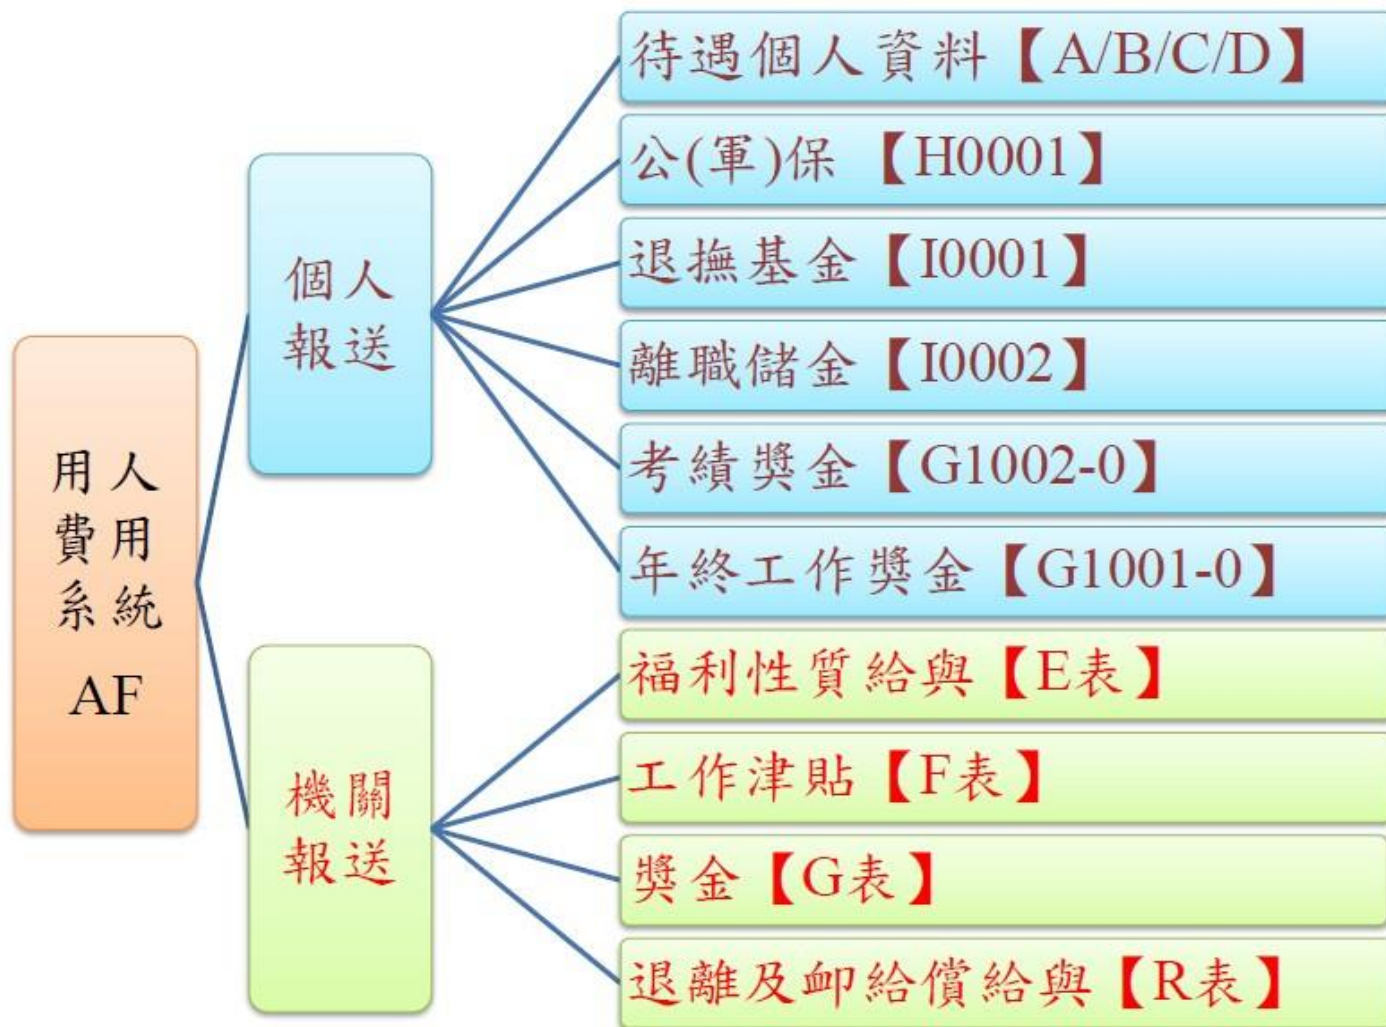 用人
費用
系統
AF
個人
報送
待遇個人資料【A/B/C/D】
公(軍)保【H0001】
退撫基金【I0001】
離職儲金【I0002】
考績獎金【G1002-0】
年終工作獎金【G1001-0】
機關
報送
福利性質給與【E表】
工作津貼【F表】
獎金【G表】
退離及卹給償給與【R表】